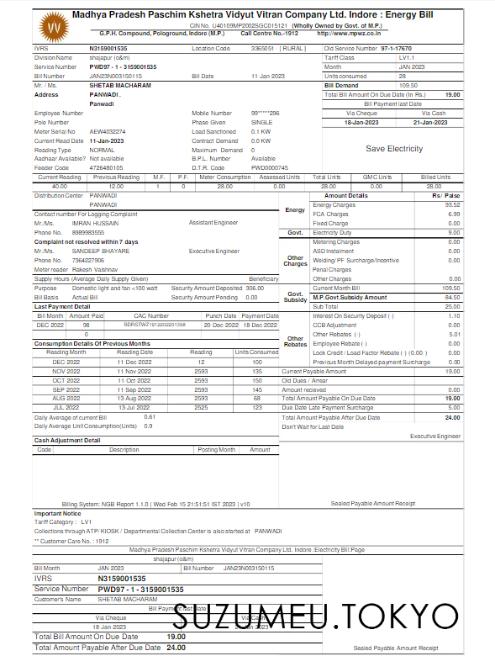 Madhya Pradesh Paschim Kshetra Vidyut Vitran Company Ltd. Indore : Energy Bill
CIN No. U40109MP2002SGC015121 (Wholly Owned by Govt. of M.P.)
G.P.H. Compound, Pologround, Indore (M.P.) Call Centre No.-1912 http://www.mpwz.co.in
IVRS N3159001535 Location Code 3365051 [RURAL] Old Service Number 97-1-17670
Division Name shajapur (o&m) Tariff Class LV1.1
Service Number PWD97 - 1 - 3159001535 Month JAN 2023
Bill Number JAN23N003150115 Bill Date 11 Jan 2023 Units consumed 28
Mr. / Ms. SHETAB MACHARAM Bill Demand 109.50
Address PANWADI, Total Bill Amount On Due Date (In Rs.) 19.00
Panwadi Bill Payment last Date
Employee Number Mobile Number 99*****296 Via Cheque Via Cash
Pole Number Phase Given SINGLE 18-Jan-2023 21-Jan-2023
Meter Serial No AEW4032274 Load Sanctioned 0.1 KW
Current Read Date 11-Jan-2023 Contract Demand 0.0 KW
Save Electricity
Reading Type NORMAL Maximum Demand 0
Aadhaar Available? Not available B.P.L. Number Available
Feeder Code 4726480105 D.T.R. Code PWD0000745
Current Reading Previous Reading M.F. P.F. Meter Consumption Assessed Units Total Units GMC Units Billed Units
40.00 12.00 1 0 28.00 0.00 28.00 0.00 28.00
Distribution Center PANWADI Amount Details Rs/ Paise
PANWADI Energy Energy Charges 93.52
Contact number For Logging Complaint FCA Charges 6.99
Mr./Ms. IMRAN HUSSAIN Assistant Engineer Fixed Charge 0.00
Phone No. 8989983555 Govt. Electricity Duty 9.00
Complaint not resolved within 7 days Other Charges Metering Charges 0.00
Mr./Ms. SANDEEP BHAYARE Executive Engineer ASD Instalment 0.00
Phone No. 7364227906 Welding/ PF Surcharge/Incentive 0.00
Meter reader Rakesh Vaishnav Penal Charges
Supply Hours (Average Daily Supply Given) Beneficiary Other Charges 0.00
Purpose Domestic light and fan <100 watt Security Amount Deposited 306.00 Current Month Bill 109.50
Bill Basis Actual Bill Security Amount Pending 0.00 Govt. Subsidy M.P.Govt.Subsidy Amount 84.50
Last Payment Detail Sub Total 25.00
Bill Month Amount Paid CAC Number Payment Date Other Rebates Interest On Security Deposit (-) 1.10
DEC 2022 98 20 Dec 2022 18 Dec 2022 CCB Adjustment 0.00
0 Other Rebates (-) 5.01
Consumption Details Of Previous Months Employee Rebate (-) 0.00
Reading Month Reading Date Reading Units Consumed Lock Credit / Load Factor Rebate (-) (0.00) 0.00
DEC 2022 11 Dec 2022 12 100 Previous Month Delayed payment Surcharge 0.00
NOV 2022 11 Nov 2022 2593 135 Current Payable Amount 19.00
OCT 2022 11 Oct 2022 2593 150 Old Dues / Arrear
SEP 2022 11 Sep 2022 2593 145 Amount recieved 0.00
AUG 2022 13 Aug 2022 2593 68 Total Amount Payable On Due Date 19.00
JUL 2022 13 Jul 2022 2525 123 Due Date Late Payment Surcharge 5.00
Daily Average of current Bill 0.61 Total Amount Payable After Due Date 24.00
Daily Average Unit Consumption(Units) 0.9 Don't Wait for Last Date
Cash Adjustment Detail Executive Engineer
Code Description Posting Month Amount
Billing System: NGB Report 1.1.0 | Wed Feb 15 21:51:51 IST 2023 | v10 Sealed Payable Amount Receipt
Important Notice
Tariff Category : LV1
Collections through ATP/ KIOSK / Departmental Collection Center is also started at PANWADI
** Customer Care No. : 1912
Madhya Pradesh Paschim Kshetra Vidyut Vitran Company Ltd. Indore :Electricity Bill Page
shajapur (o&m)
Bill Month JAN 2023 Bill Number JAN23N003150115
IVRS N3159001535
Service Number PWD97 - 1 - 3159001535
Customer's Name SHETAB MACHARAM
Bill Payment last Date
Via Cheque
18 Jan 2023
SUZUMEU.TOKYO
Total Bill Amount On Due Date 19.00
Total Amount Payable After Due Date 24.00 Sealed Payable Amount Receipt